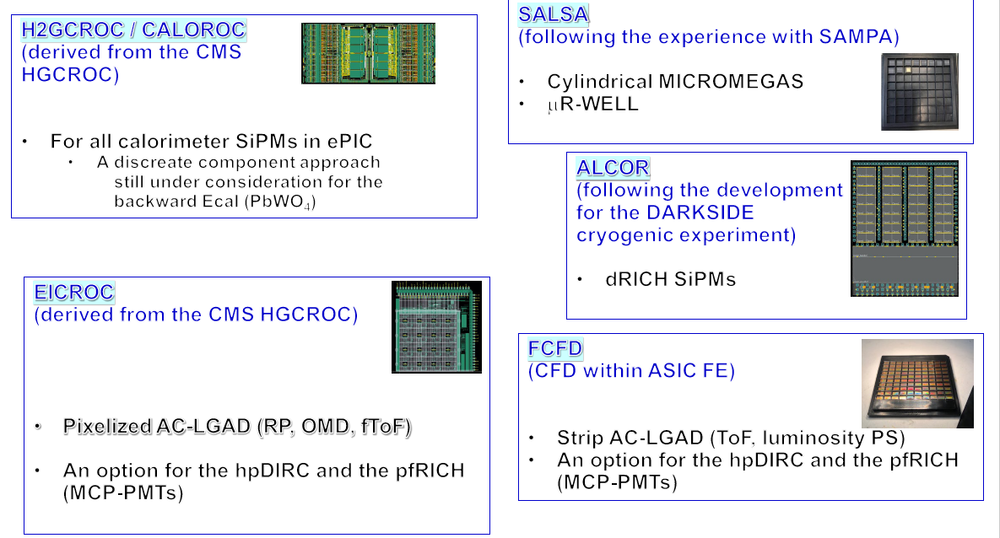 H2GCROC / CALOROC
(derived from the CMS
HGCROC)
• For all calorimeter SiPMs in ePIC
• A discreate component approach
still under consideration for the
backward Ecal (PbWO₄)
SALSA
(following the experience with SAMPA)
• Cylindrical MICROMEGAS
• μR-WELL
ALCOR
(following the development
for the DARKSIDE
cryogenic experiment)
• dRICH SiPMs
EICROC
(derived from the CMS HGCROC)
• Pixelized AC-LGAD (RP, OMD, fToF)
• An option for the hpDIRC and the pfRICH
(MCP-PMTs)
FCFD
(CFD within ASIC FE)
• Strip AC-LGAD (ToF, luminosity PS)
• An option for the hpDIRC and the pfRICH
(MCP-PMTs)